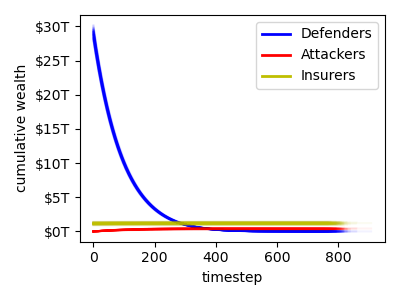 $30T
$25T
$20T
$15T
$10T
$5T
$0T
cumulative wealth
Defenders
Attackers
Insurers
0 200 400 600 800
timestep